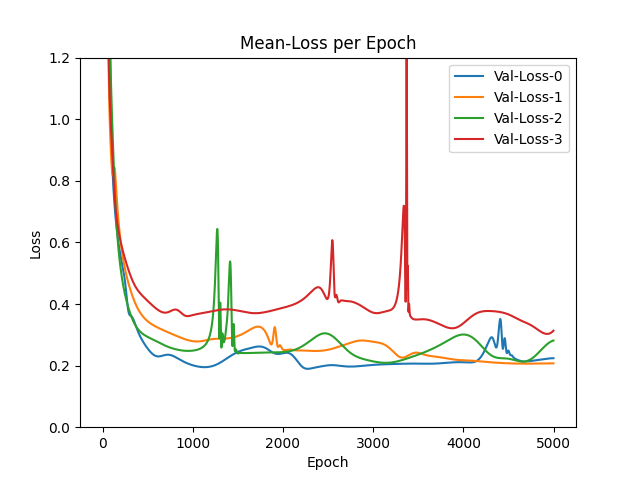 Mean-Loss per Epoch
Val-Loss-0
Val-Loss-1
Val-Loss-2
Val-Loss-3
Loss
1.2
1.0
0.8
0.6
0.4
0.2
0.0
0 1000 2000 3000 4000 5000
Epoch